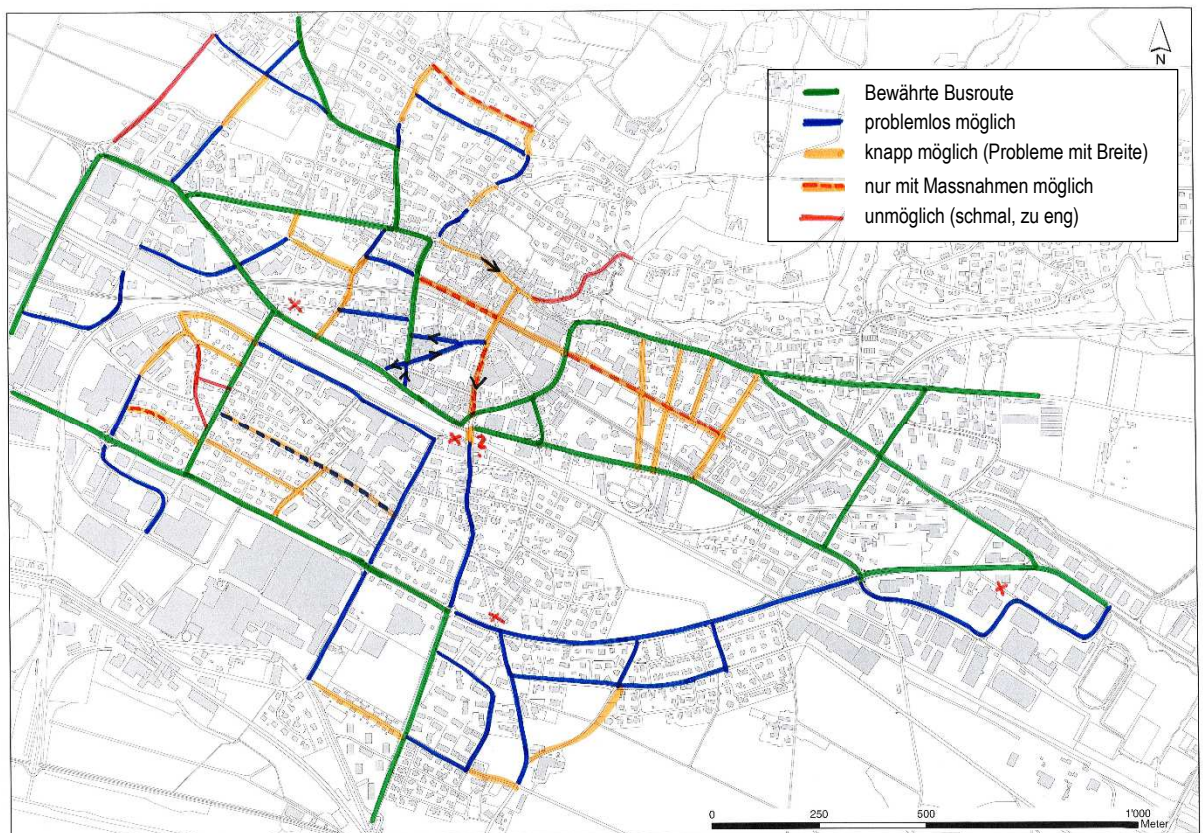 N
Bewährte Busroute
problemlos möglich
knapp möglich (Probleme mit Breite)
nur mit Massnahmen möglich
unmöglich (schmal, zu eng)
?
0 250 500 1'000
Meter